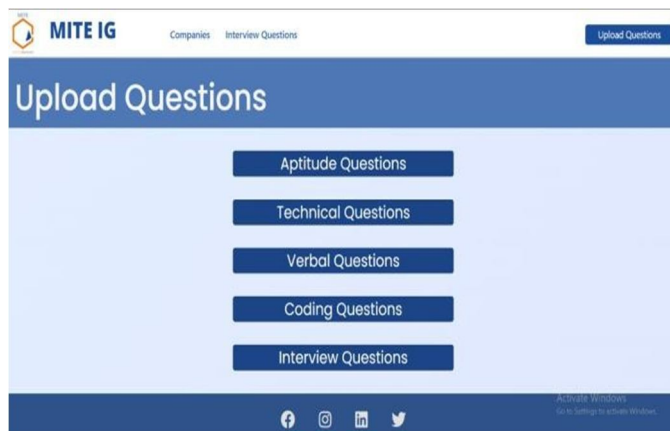 MITE
MITE IG
Companies
Interview Questions
Upload Questions
Upload Questions
Aptitude Questions
Technical Questions
Verbal Questions
Coding Questions
Interview Questions
Activate Windows
Go to Settings to activate Windows.